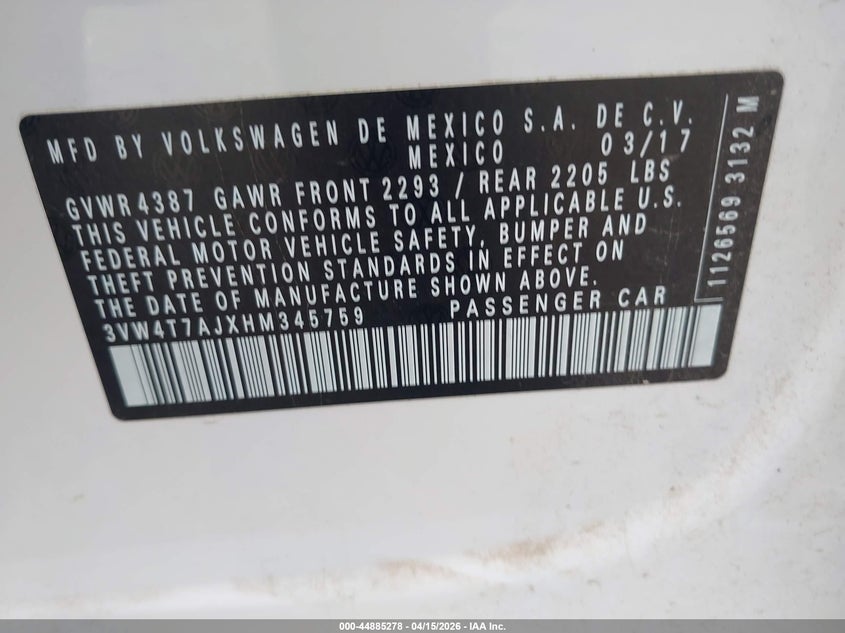 MFD BY VOLKSWAGEN DE MEXICO S.A. DE C.V.
MEXICO 03/17
GVWR 4387 GAWR FRONT 2293 / REAR 2205 LBS
THIS VEHICLE CONFORMS TO ALL APPLICABLE U.S.
FEDERAL MOTOR VEHICLE SAFETY, BUMPER AND
THEFT PREVENTION STANDARDS IN EFFECT ON
THE DATE OF MANUFACTURE SHOWN ABOVE.
3VW4T7AJXHM345759 PASSENGER CAR
1126569 3132 M
000-44885278 - 04/15/2026 - IAA Inc.